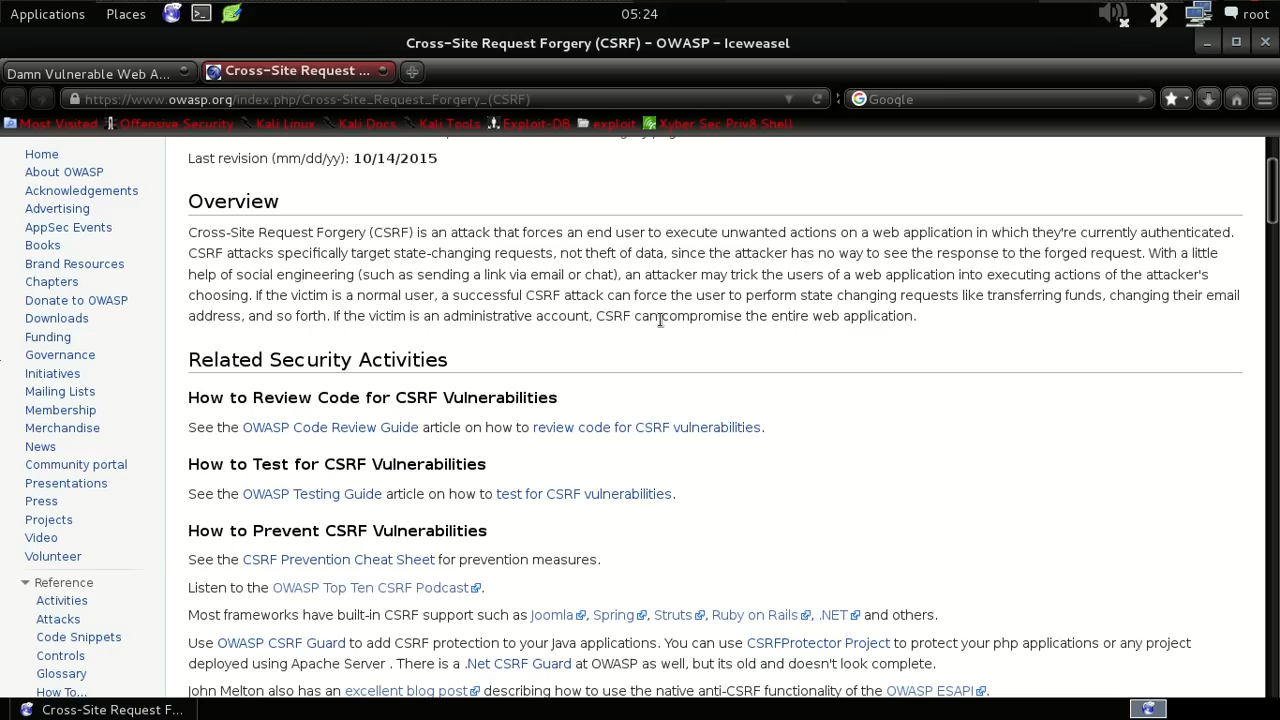 Applications Places 05:24 root
Cross-Site Request Forgery (CSRF) - OWASP - Iceweasel
Damn Vulnerable Web A... Cross-Site Request ...
https://www.owasp.org/index.php/Cross-Site_Request_Forgery_(CSRF) Google
Most Visited Offensive Security Kali Linux Kali Docs Kali Tools Exploit-DB exploit Xyber Sec Priv8 Shell
Home
About OWASP
Acknowledgements
Advertising
AppSec Events
Books
Brand Resources
Chapters
Donate to OWASP
Downloads
Funding
Governance
Initiatives
Mailing Lists
Membership
Merchandise
News
Community portal
Presentations
Press
Projects
Video
Volunteer
Reference
Activities
Attacks
Code Snippets
Controls
Glossary
How To...
Last revision (mm/dd/yy): 10/14/2015
Overview
Cross-Site Request Forgery (CSRF) is an attack that forces an end user to execute unwanted actions on a web application in which they're currently authenticated.
CSRF attacks specifically target state-changing requests, not theft of data, since the attacker has no way to see the response to the forged request. With a little
help of social engineering (such as sending a link via email or chat), an attacker may trick the users of a web application into executing actions of the attacker's
choosing. If the victim is a normal user, a successful CSRF attack can force the user to perform state changing requests like transferring funds, changing their email
address, and so forth. If the victim is an administrative account, CSRF can compromise the entire web application.
Related Security Activities
How to Review Code for CSRF Vulnerabilities
See the OWASP Code Review Guide article on how to review code for CSRF vulnerabilities.
How to Test for CSRF Vulnerabilities
See the OWASP Testing Guide article on how to test for CSRF vulnerabilities.
How to Prevent CSRF Vulnerabilities
See the CSRF Prevention Cheat Sheet for prevention measures.
Listen to the OWASP Top Ten CSRF Podcast.
Most frameworks have built-in CSRF support such as Joomla, Spring, Struts, Ruby on Rails, .NET and others.
Use OWASP CSRF Guard to add CSRF protection to your Java applications. You can use CSRFProtector Project to protect your php applications or any project
deployed using Apache Server . There is a .Net CSRF Guard at OWASP as well, but its old and doesn't look complete.
John Melton also has an excellent blog post describing how to use the native anti-CSRF functionality of the OWASP ESAPI.
Cross-Site Request F...